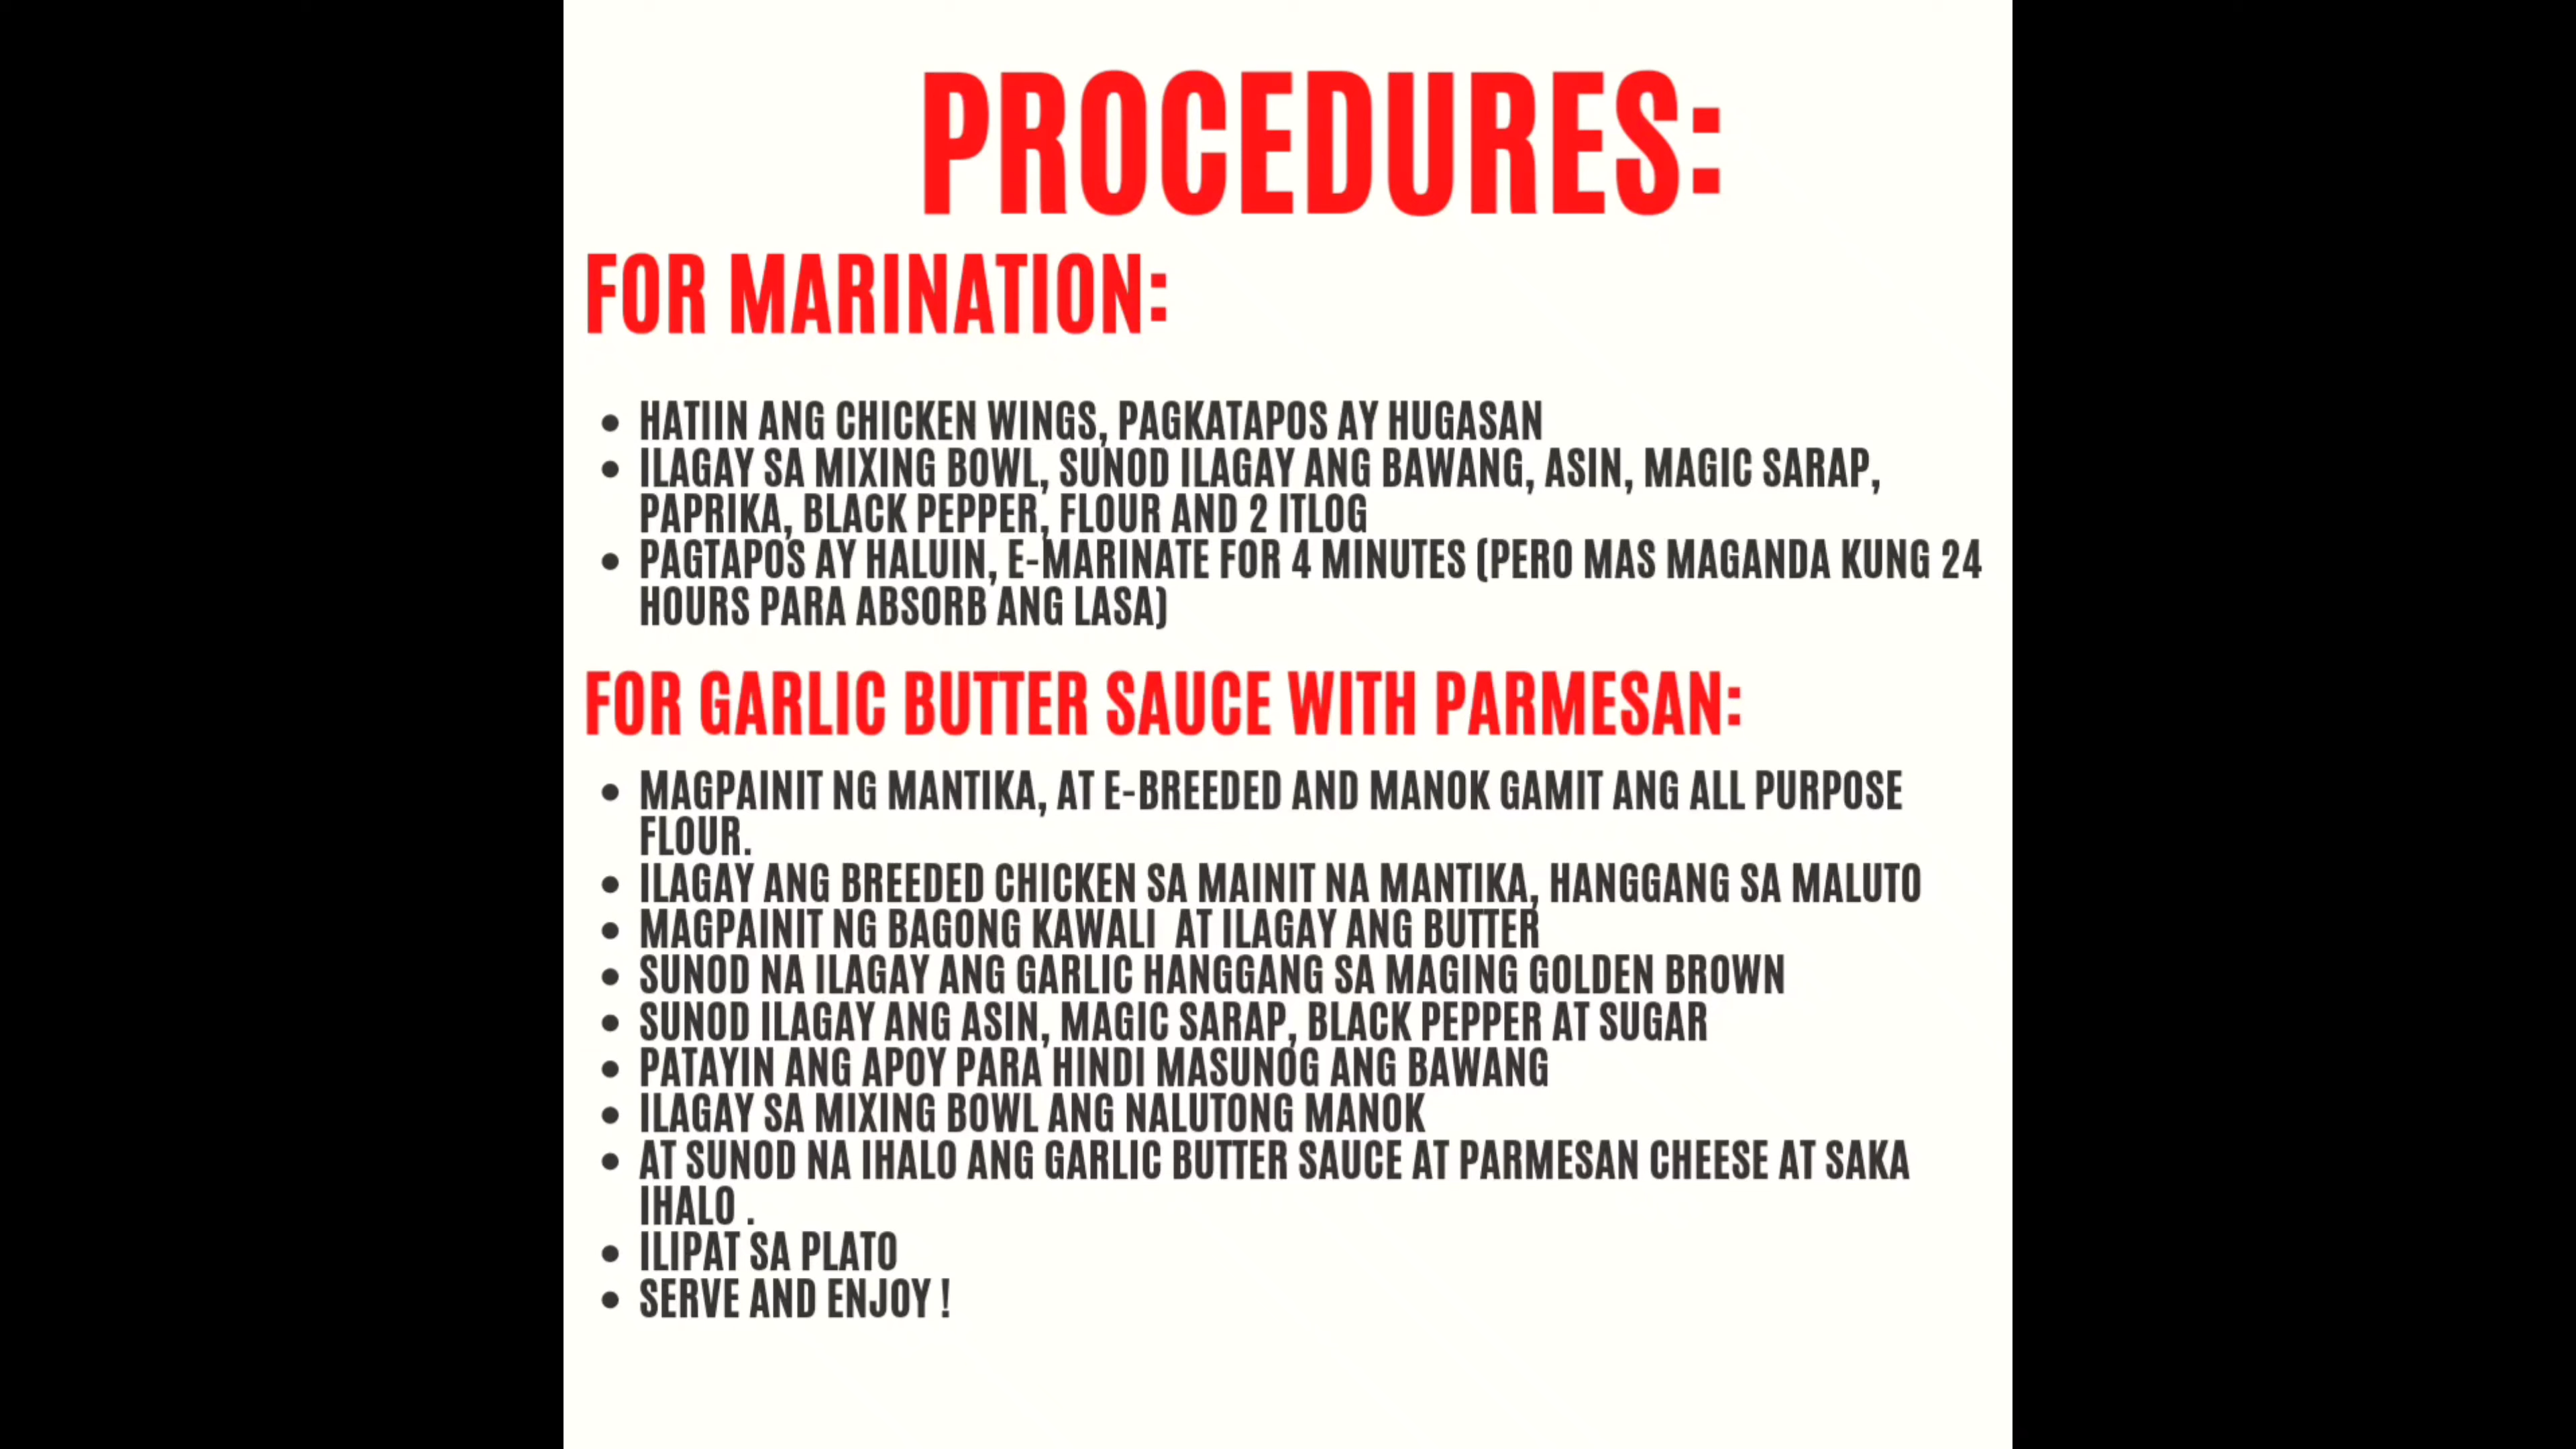 PROCEDURES:
FOR MARINATION:
• HATIIN ANG CHICKEN WINGS, PAGKATAPOS AY HUGASAN
• ILAGAY SA MIXING BOWL, SUNOD ILAGAY ANG BAWANG, ASIN, MAGIC SARAP,
PAPRIKA, BLACK PEPPER, FLOUR AND 2 ITLOG
• PAGTAPOS AY HALUIN, E-MARINATE FOR 4 MINUTES (PERO MAS MAGANDA KUNG 24
HOURS PARA ABSORB ANG LASA)
FOR GARLIC BUTTER SAUCE WITH PARMESAN:
• MAGPAINIT NG MANTIKA, AT E-BREEDED AND MANOK GAMIT ANG ALL PURPOSE
FLOUR.
• ILAGAY ANG BREEDED CHICKEN SA MAINIT NA MANTIKA, HANGGANG SA MALUTO
• MAGPAINIT NG BAGONG KAWALI AT ILAGAY ANG BUTTER
• SUNOD NA ILAGAY ANG GARLIC HANGGANG SA MAGING GOLDEN BROWN
• SUNOD ILAGAY ANG ASIN, MAGIC SARAP, BLACK PEPPER AT SUGAR
• PATAYIN ANG APOY PARA HINDI MASUNOG ANG BAWANG
• ILAGAY SA MIXING BOWL ANG NALUTONG MANOK
• AT SUNOD NA IHALO ANG GARLIC BUTTER SAUCE AT PARMESAN CHEESE AT SAKA
IHALO .
• ILIPAT SA PLATO
• SERVE AND ENJOY !